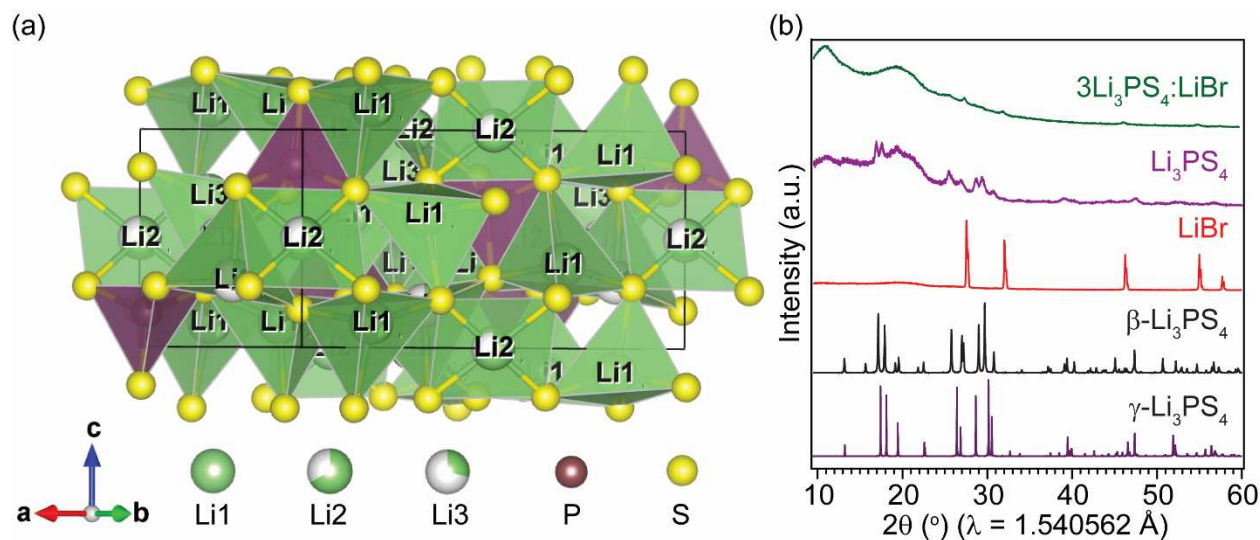 (a)
Li1 Li Li1 Li2 Li2
Li3 Li1 Li1
Li3 Li1
Li2 Li2 Li2
Li1
Li1 Li Li1 Li2
Li1
Li1 Li2 Li3 P S
c
a b
(b)
3Li₃PS₄:LiBr
Li₃PS₄
LiBr
β-Li₃PS₄
γ-Li₃PS₄
Intensity (a.u.)
10 20 30 40 50 60
2θ (°) (λ = 1.540562 Å)